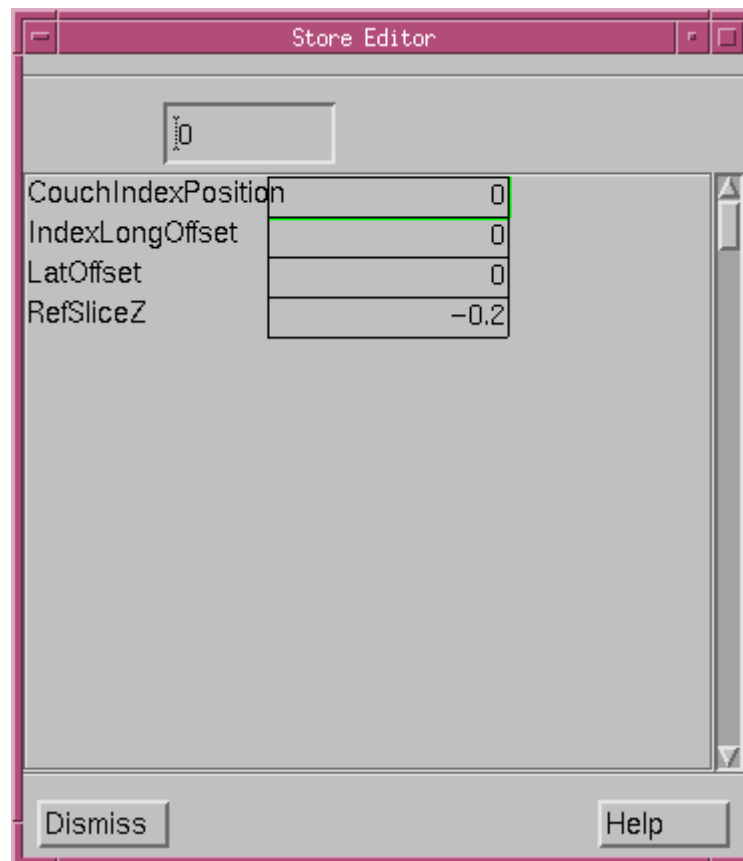 Store Editor
0
CouchIndexPosition 0
IndexLongOffset 0
LatOffset 0
RefSliceZ -0.2
Dismiss Help